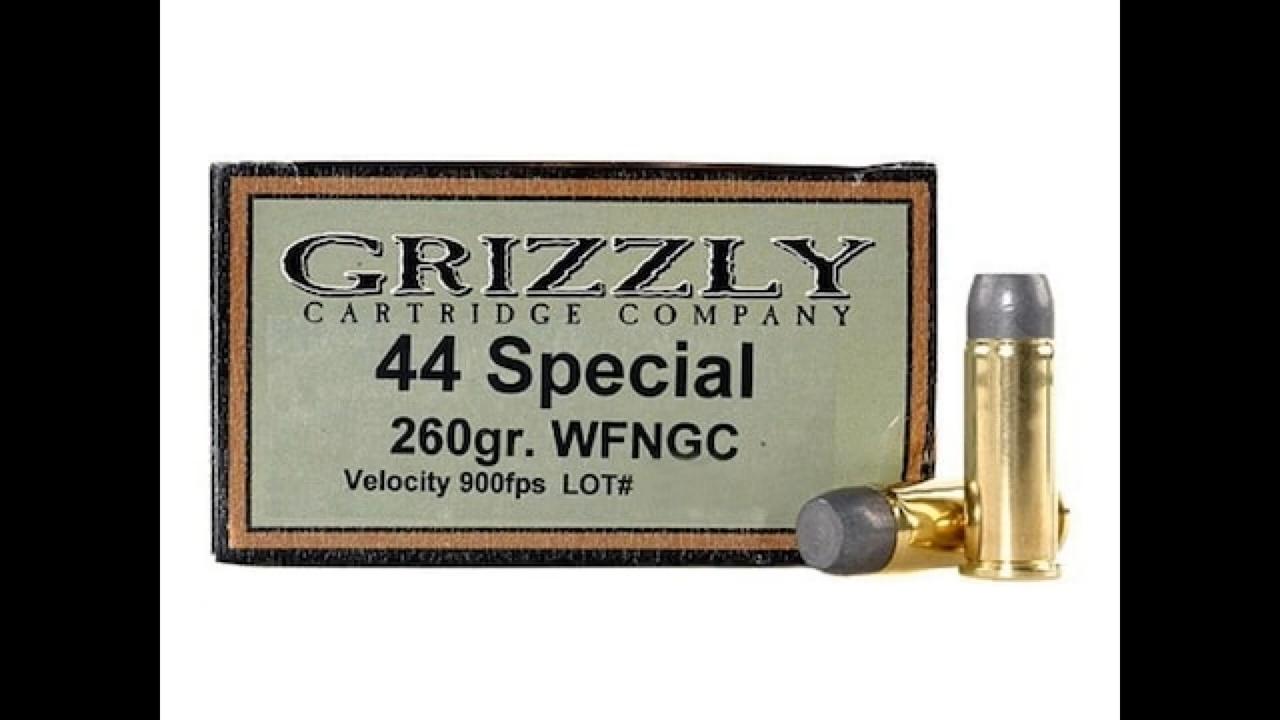 GRIZZLY
CARTRIDGE COMPANY
44 Special
260gr. WFNGC
Velocity 900fps LOT#